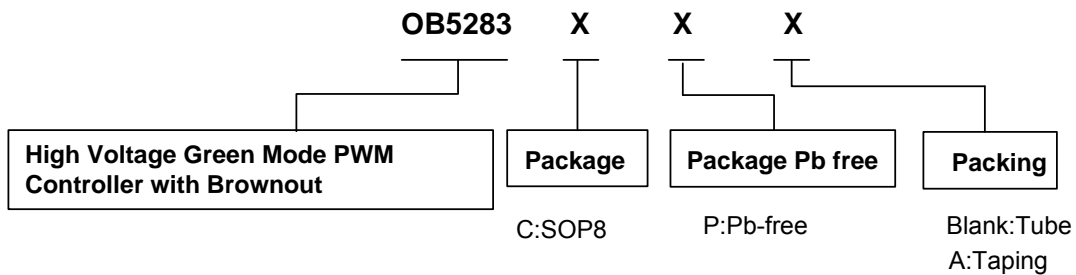 OB5283 X X X
High Voltage Green Mode PWM
Controller with Brownout
Package
Package Pb free
Packing
C:SOP8
P:Pb-free
Blank:Tube
A:Taping